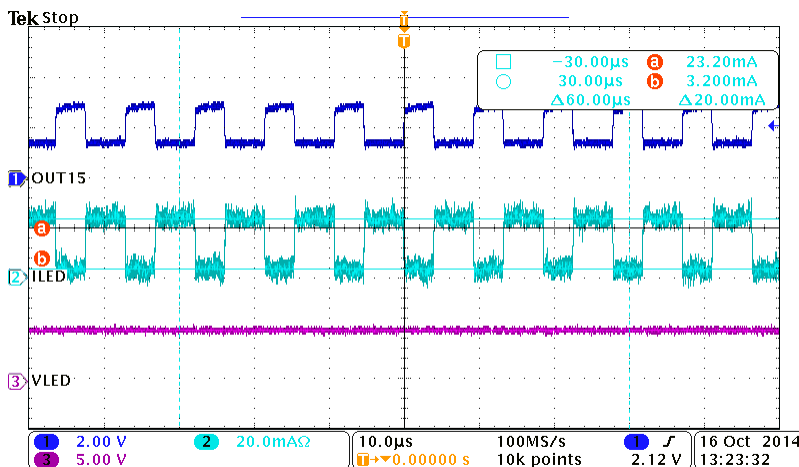 Tek Stop
T
T
−30.00µs a 23.20mA
30.00µs b 3.200mA
Δ60.00µs Δ20.00mA
1 OUT15
a
b
2 ILED
3 VLED
1 2.00 V 2 20.0mAΩ 10.0µs 100MS/s 1 16 Oct 2014
3 5.00 V T→▼0.00000 s 10k points 2.12 V 13:23:32